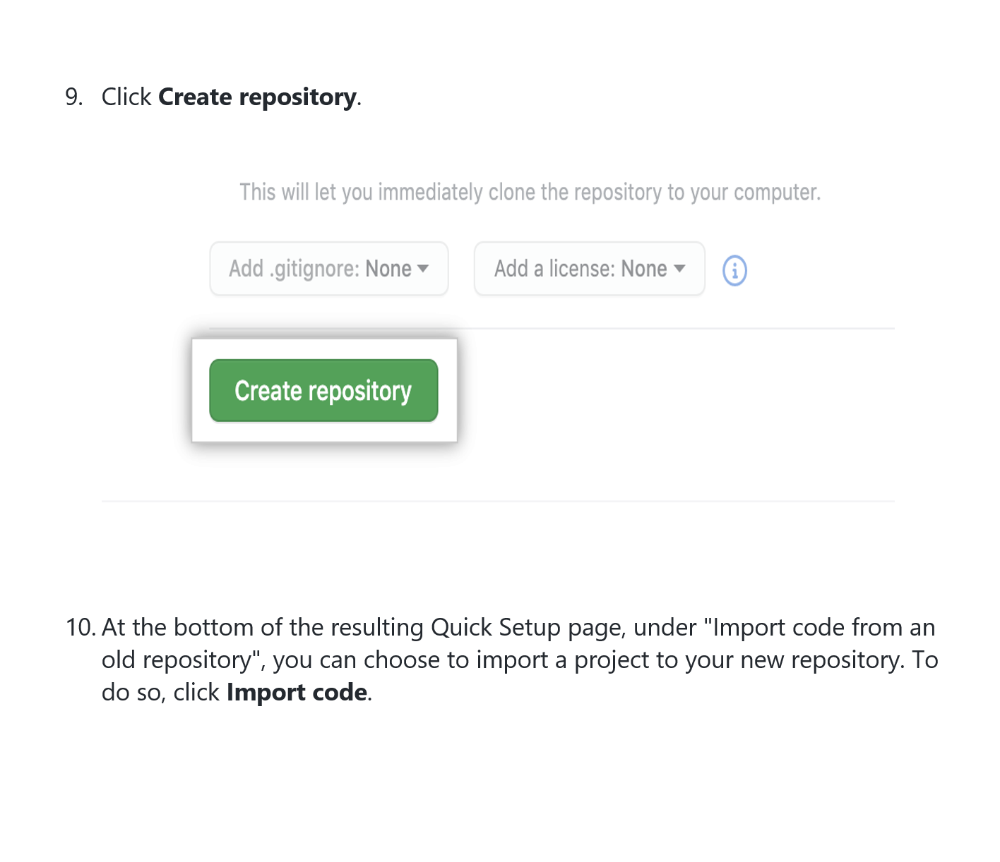 9. Click Create repository.
This will let you immediately clone the repository to your computer.
Add .gitignore: None Add a license: None
Create repository
10. At the bottom of the resulting Quick Setup page, under "Import code from an
old repository", you can choose to import a project to your new repository. To
do so, click Import code.